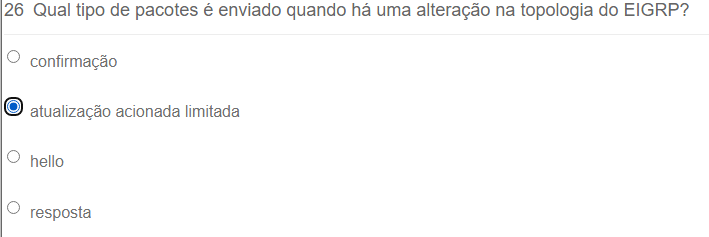 26 Qual tipo de pacotes é enviado quando há uma alteração na topologia do EIGRP?
confirmação
atualização acionada limitada
hello
resposta